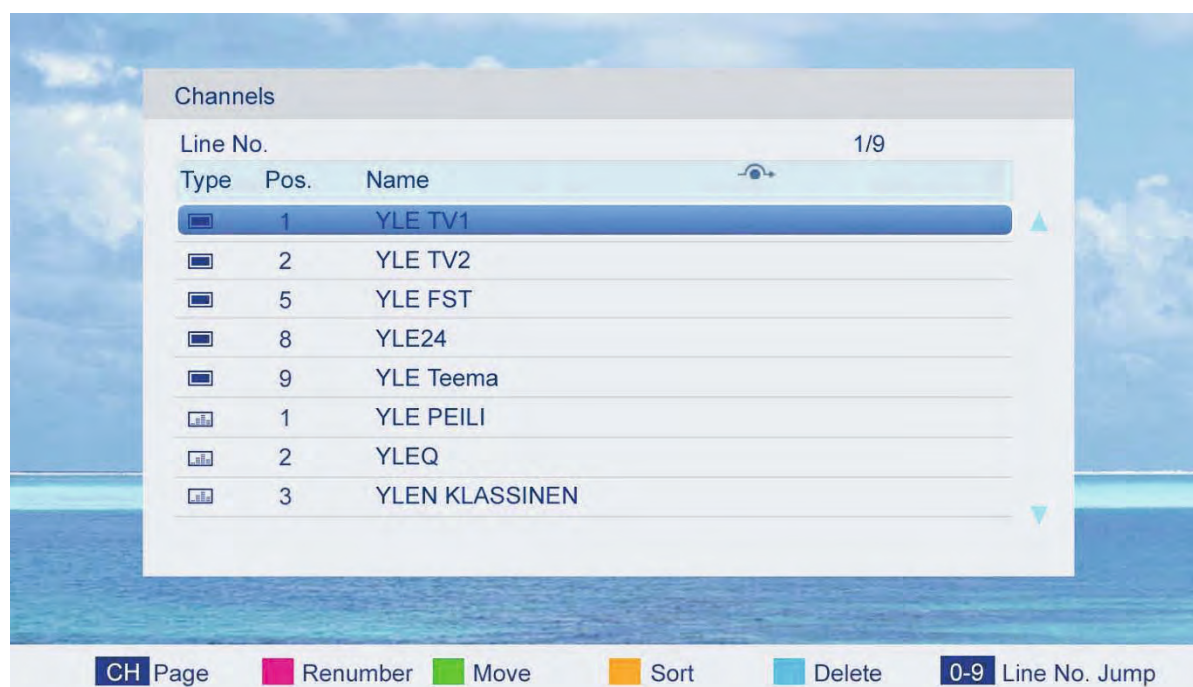 Channels
Line No. 1/9
Type Pos. Name
1 YLE TV1
2 YLE TV2
5 YLE FST
8 YLE24
9 YLE Teema
1 YLE PEILI
2 YLEQ
3 YLEN KLASSINEN
CH Page Renumber Move Sort Delete 0-9 Line No. Jump